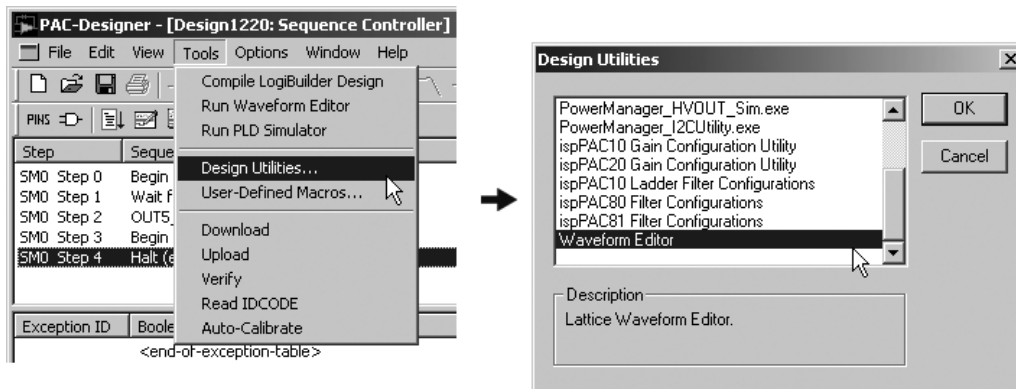 PAC-Designer - [Design1220: Sequence Controller]
File Edit View Tools Options Window Help
PINS
Step Seque
SM0 Step 0 Begin
SM0 Step 1 Wait f
SM0 Step 2 OUT5_
SM0 Step 3 Begin
SM0 Step 4 Halt (e
Exception ID Boole
<end-of-exception-table>
Compile LogiBuilder Design
Run Waveform Editor
Run PLD Simulator
Design Utilities...
User-Defined Macros...
Download
Upload
Verify
Read IDCODE
Auto-Calibrate
Design Utilities
PowerManager_HVOUT_Sim.exe
PowerManager_I2CUtility.exe
ispPAC10 Gain Configuration Utility
ispPAC20 Gain Configuration Utility
ispPAC10 Ladder Filter Configurations
ispPAC80 Filter Configurations
ispPAC81 Filter Configurations
Waveform Editor
OK
Cancel
Description
Lattice Waveform Editor.